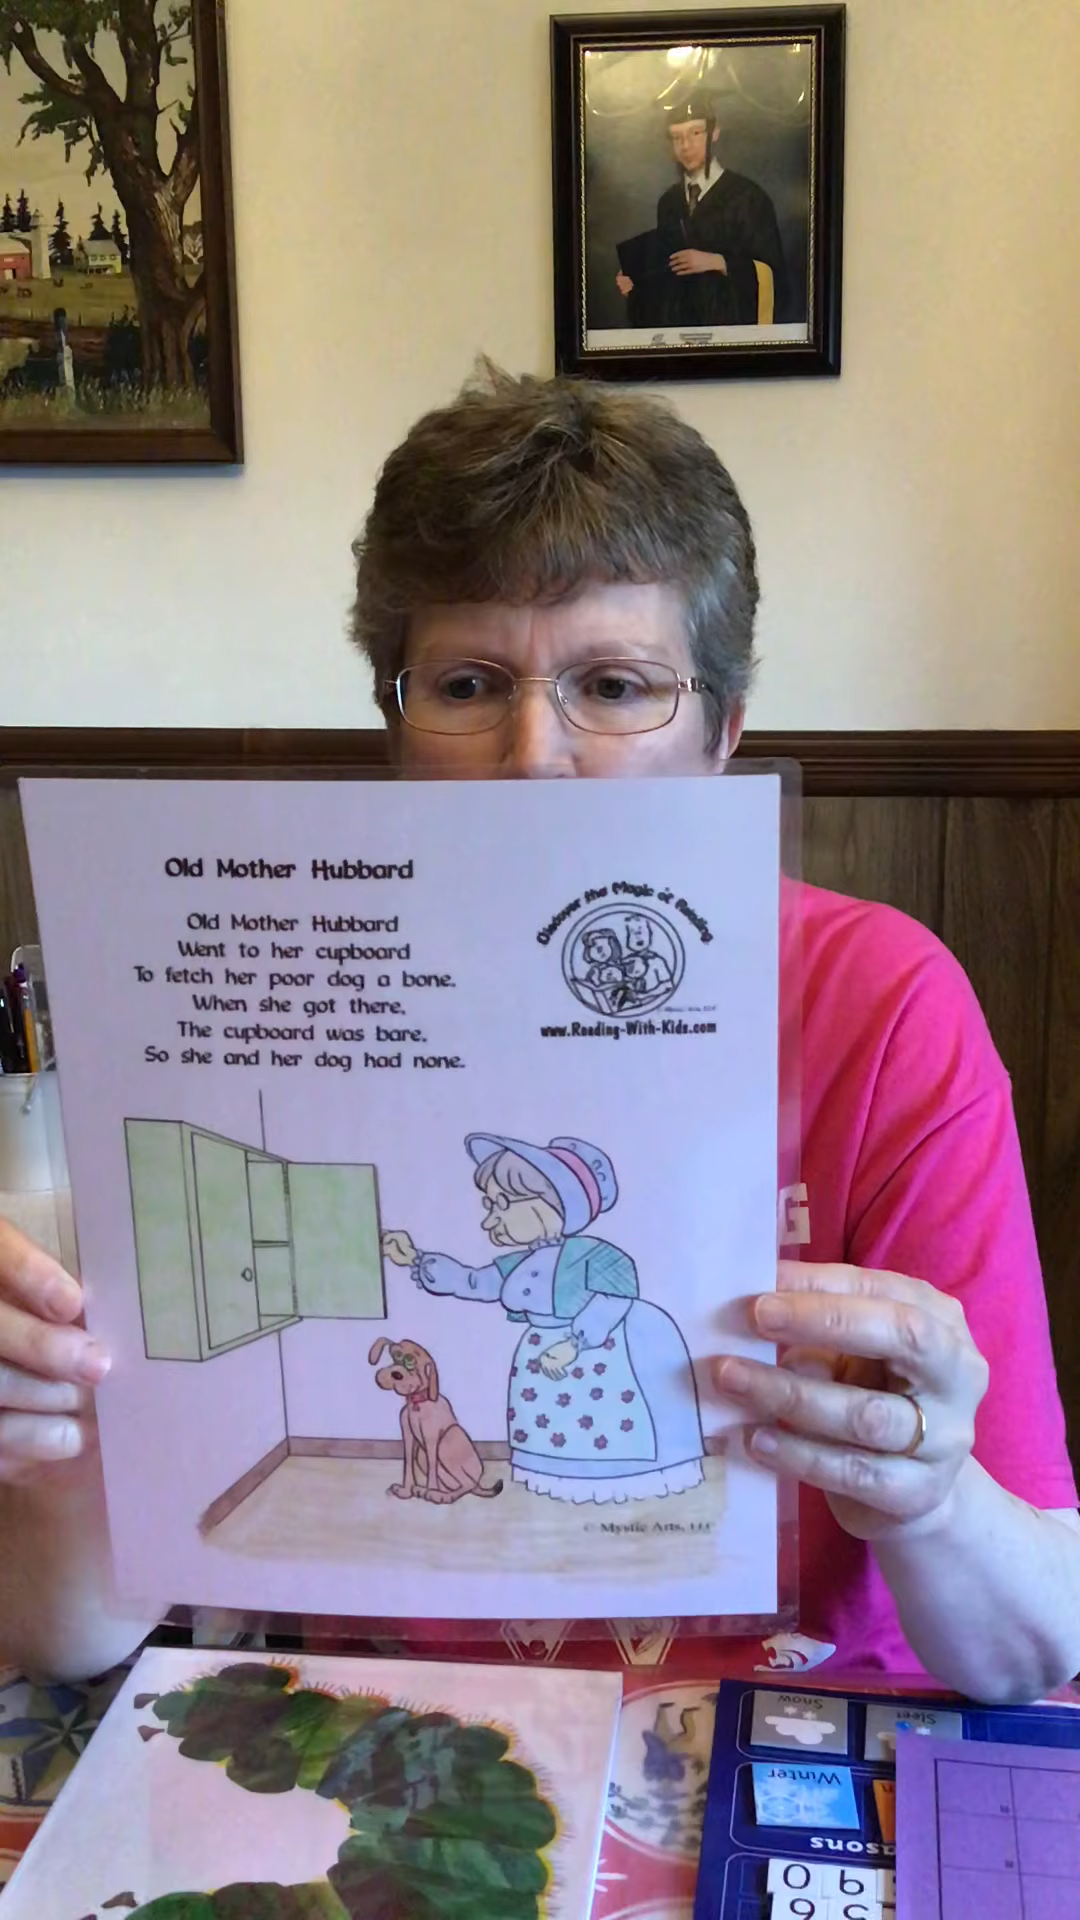 Old Mother Hubbard
Old Mother Hubbard
Went to her cupboard
To fetch her poor dog a bone.
When she got there,
The cupboard was bare,
So she and her dog had none.
Discover the Magic of Reading
www.Reading-With-Kids.com
© Mystic Arts, LLC
G
Snow
Sleet
Winter